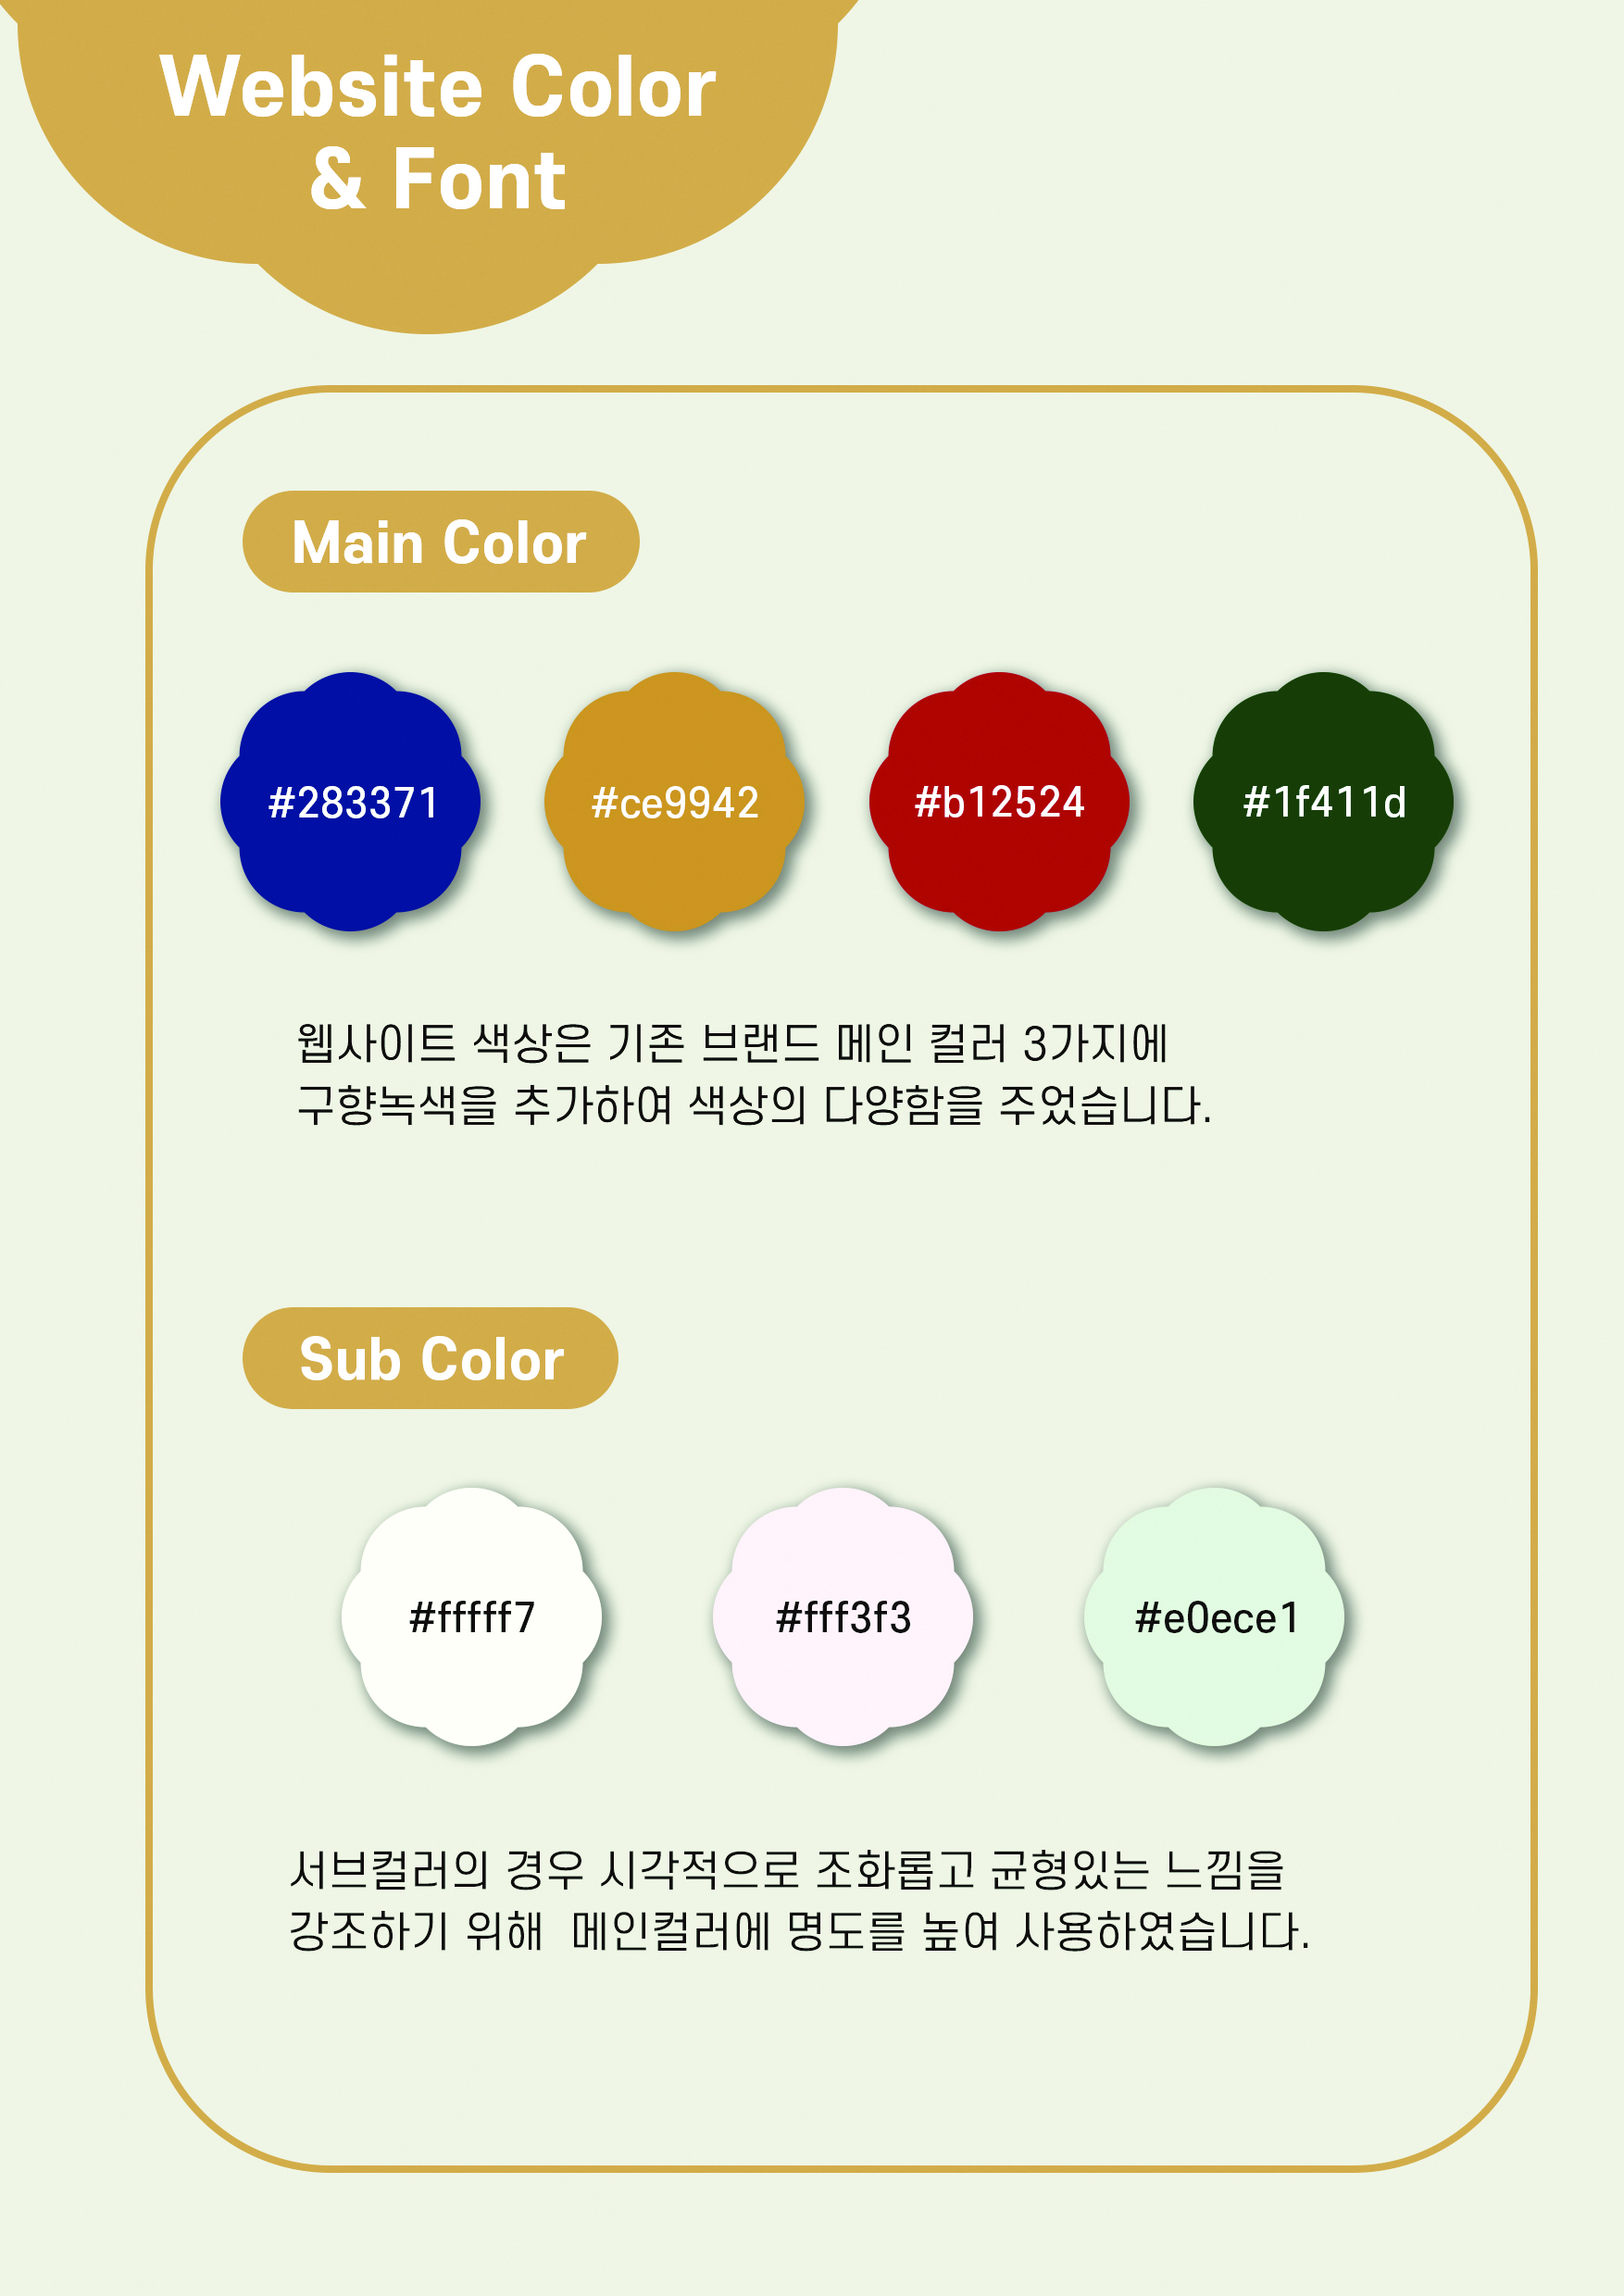 Website Color
& Font
Main Color
#283371
#ce9942
#b12524
#1f411d
웹사이트 색상은 기존 브랜드 메인 컬러 3가지에
구향녹색을 추가하여 색상의 다양함을 주었습니다.
Sub Color
#fffff7
#fff3f3
#e0ece1
서브컬러의 경우 시각적으로 조화롭고 균형있는 느낌을
강조하기 위해 메인컬러에 명도를 높여 사용하였습니다.